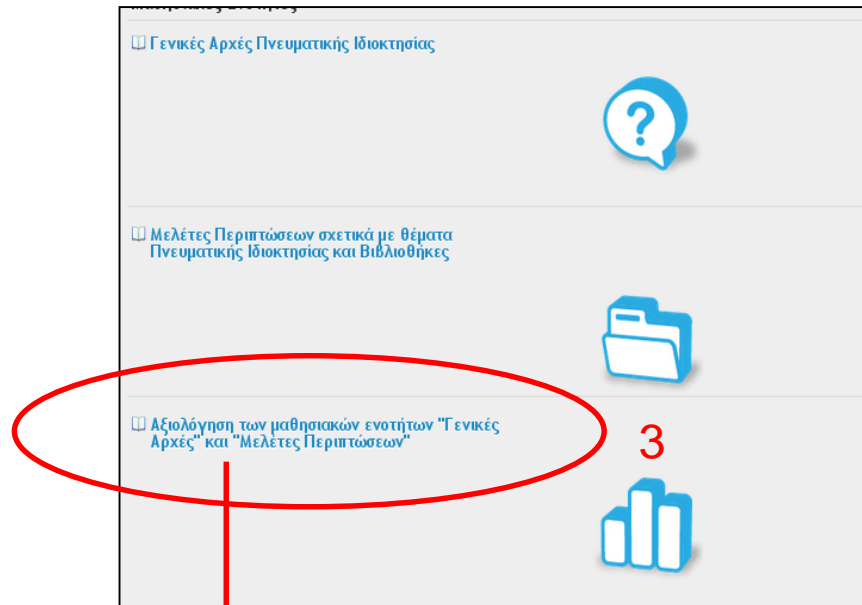 Γενικές Αρχές Πνευματικής Ιδιοκτησίας
?
Μελέτες Περιπτώσεων σχετικά με θέματα
Πνευματικής Ιδιοκτησίας και Βιβλιοθήκες
Αξιολόγηση των μαθησιακών ενοτήτων "Γενικές
Αρχές" και "Μελέτες Περιπτώσεων"
3